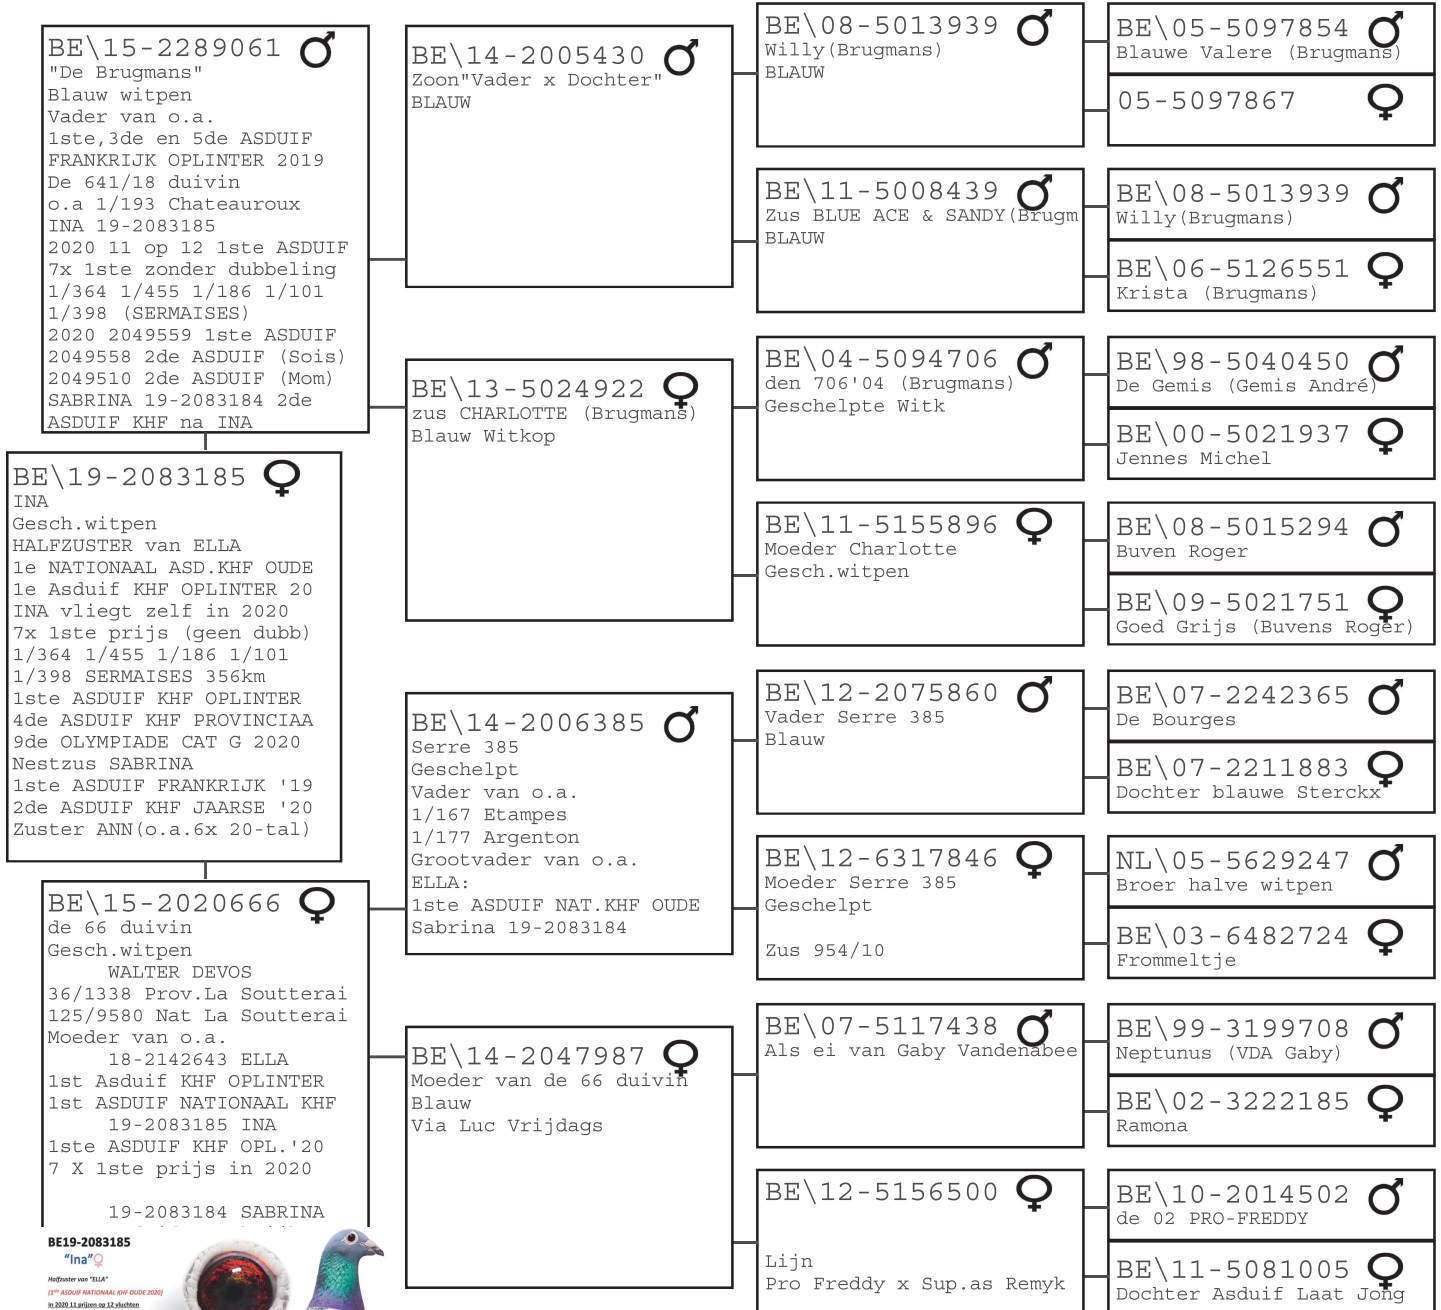 BE\15-2289061
"De Brugmans"
Blauw witpen
Vader van o.a.
1ste,3de en 5de ASDUIF
FRANKRIJK OPLINTER 2019
De 641/18 duivin
o.a 1/193 Chateauroux
INA 19-2083185
2020 11 op 12 1ste ASDUIF
7x 1ste zonder dubbeling
1/364 1/455 1/186 1/101
1/398 (SERMAISES)
2020 2049559 1ste ASDUIF
2049558 2de ASDUIF (Sois)
2049510 2de ASDUIF (Mom)
SABRINA 19-2083184 2de
ASDUIF KHF na INA
BE\19-2083185
INA
Gesch.witpen
HALFZUSTER van ELLA
1e NATIONAAL ASD.KHF OUDE
1e Asduif KHF OPLINTER 20
INA vliegt zelf in 2020
7x 1ste prijs (geen dubb)
1/364 1/455 1/186 1/101
1/398 SERMAISES 356km
1ste ASDUIF KHF OPLINTER
4de ASDUIF KHF PROVINCIAA
9de OLYMPIADE CAT G 2020
Nestzus SABRINA
1ste ASDUIF FRANKRIJK '19
2de ASDUIF KHF JAARSE '20
Zuster ANN(o.a.6x 20-tal)
BE\15-2020666
de 66 duivin
Gesch.witpen
WALTER DEVOS
36/1338 Prov.La Soutterai
125/9580 Nat La Soutterai
Moeder van o.a.
18-2142643 ELLA
1st Asduif KHF OPLINTER
1st ASDUIF NATIONAAL KHF
19-2083185 INA
1ste ASDUIF KHF OPL.'20
7 X 1ste prijs in 2020
19-2083184 SABRINA
BE19-2083185
"Ina"♀
Halfzuster van "ELLA"
(1ste ASDUIF NATIONAAL KHF OUDE 2020)
In 2020 11 prijzen op 12 vluchten
BE\14-2005430
Zoon"Vader x Dochter"
BLAUW
BE\13-5024922
zus CHARLOTTE (Brugmans)
Blauw Witkop
BE\14-2006385
Serre 385
Geschelpt
Vader van o.a.
1/167 Etampes
1/177 Argenton
Grootvader van o.a.
ELLA:
1ste ASDUIF NAT.KHF OUDE
Sabrina 19-2083184
BE\14-2047987
Moeder van de 66 duivin
Blauw
Via Luc Vrijdags
BE\08-5013939
Willy(Brugmans)
BLAUW
BE\11-5008439
Zus BLUE ACE & SANDY(Brugm
BLAUW
BE\04-5094706
den 706'04 (Brugmans)
Geschelpte Witk
BE\11-5155896
Moeder Charlotte
Gesch.witpen
BE\12-2075860
Vader Serre 385
Blauw
BE\12-6317846
Moeder Serre 385
Geschelpt
Zus 954/10
BE\07-5117438
Als ei van Gaby Vandenabee
BE\12-5156500
Lijn
Pro Freddy x Sup.as Remyk
BE\05-5097854
Blauwe Valere (Brugmans)
05-5097867
BE\08-5013939
Willy(Brugmans)
BE\06-5126551
Krista (Brugmans)
BE\98-5040450
De Gemis (Gemis André)
BE\00-5021937
Jennes Michel
BE\08-5015294
Buven Roger
BE\09-5021751
Goed Grijs (Buvens Roger)
BE\07-2242365
De Bourges
BE\07-2211883
Dochter blauwe Sterckx
NL\05-5629247
Broer halve witpen
BE\03-6482724
Frommeltje
BE\99-3199708
Neptunus (VDA Gaby)
BE\02-3222185
Ramona
BE\10-2014502
de 02 PRO-FREDDY
BE\11-5081005
Dochter Asduif Laat Jong